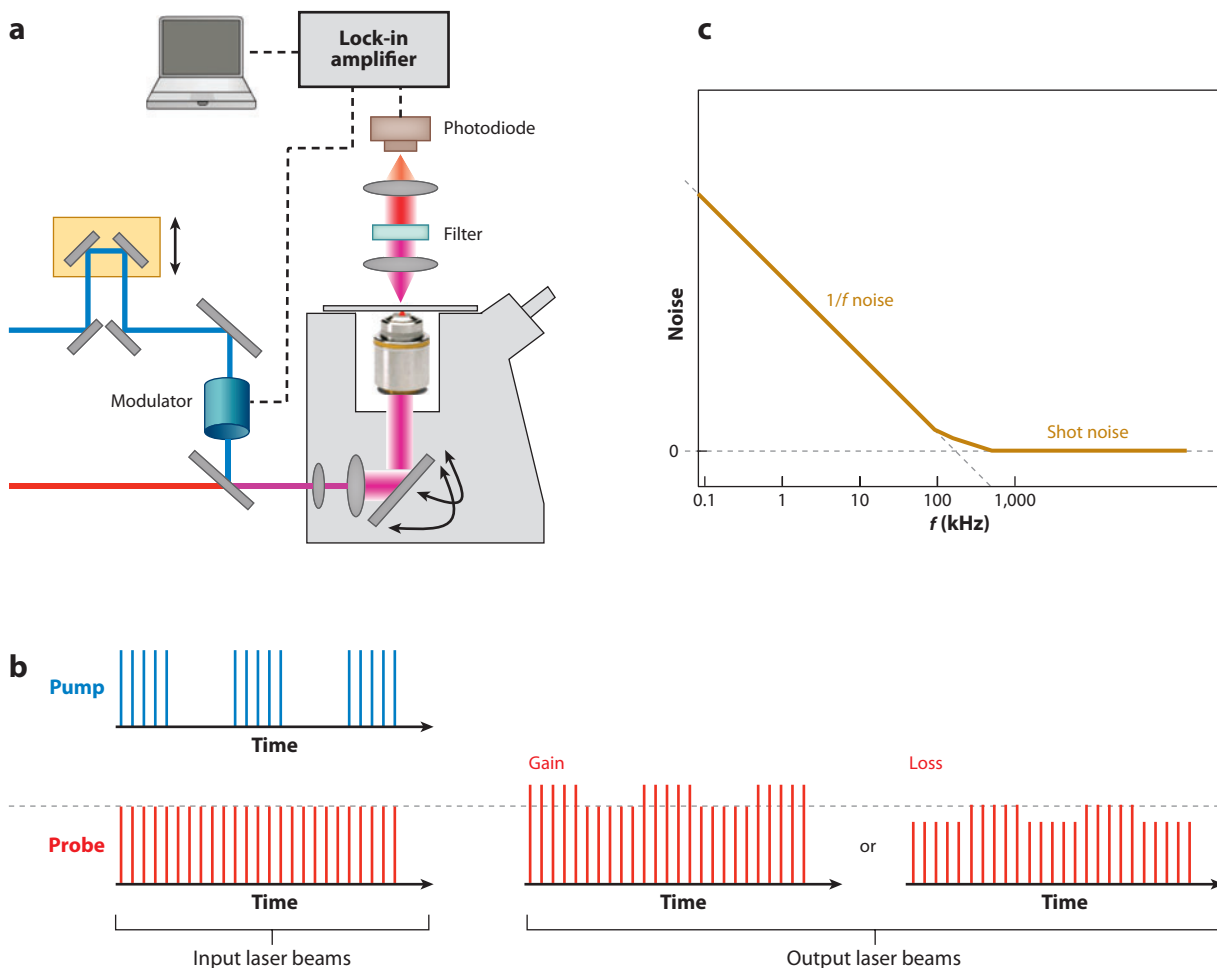 a
Lock-in
amplifier
Photodiode
Filter
Modulator
c
Noise
1/f noise
Shot noise
0
0.1 1 10 100 1,000
f (kHz)
b
Pump
Time
Gain
Loss
Probe
or
Time
Time
Time
Input laser beams
Output laser beams